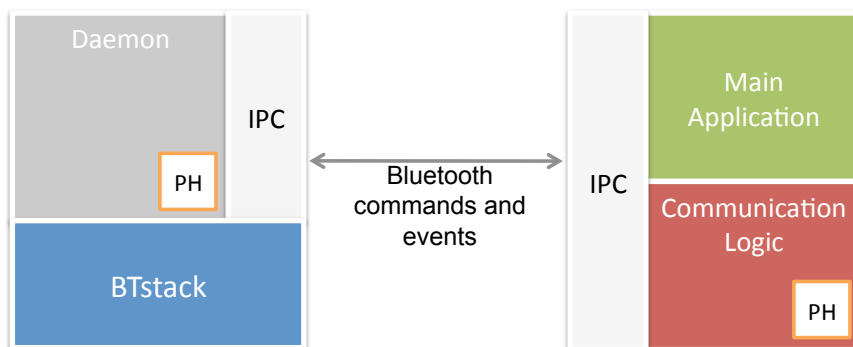 Daemon
IPC
PH
BTstack
Bluetooth
commands and
events
IPC
Main
Application
Communication
Logic
PH